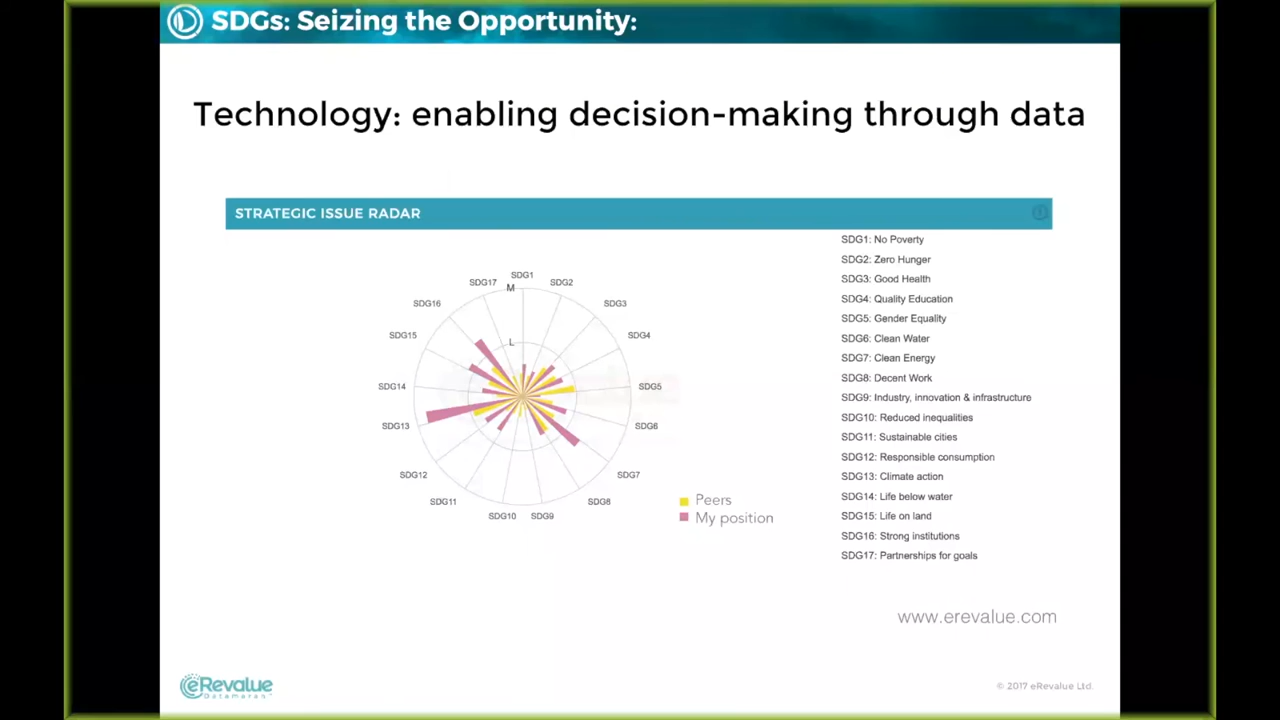 SDGs: Seizing the Opportunity:
Technology: enabling decision-making through data
STRATEGIC ISSUE RADAR
SDG1
SDG2
SDG3
SDG4
SDG5
SDG6
SDG7
SDG8
SDG9
SDG10
SDG11
SDG12
SDG13
SDG14
SDG15
SDG16
SDG17
M
L
Peers
My position
SDG1: No Poverty
SDG2: Zero Hunger
SDG3: Good Health
SDG4: Quality Education
SDG5: Gender Equality
SDG6: Clean Water
SDG7: Clean Energy
SDG8: Decent Work
SDG9: Industry, innovation & infrastructure
SDG10: Reduced inequalities
SDG11: Sustainable cities
SDG12: Responsible consumption
SDG13: Climate action
SDG14: Life below water
SDG15: Life on land
SDG16: Strong institutions
SDG17: Partnerships for goals
www.erevalue.com
eRevalue
Datamaran
© 2017 eRevalue Ltd.